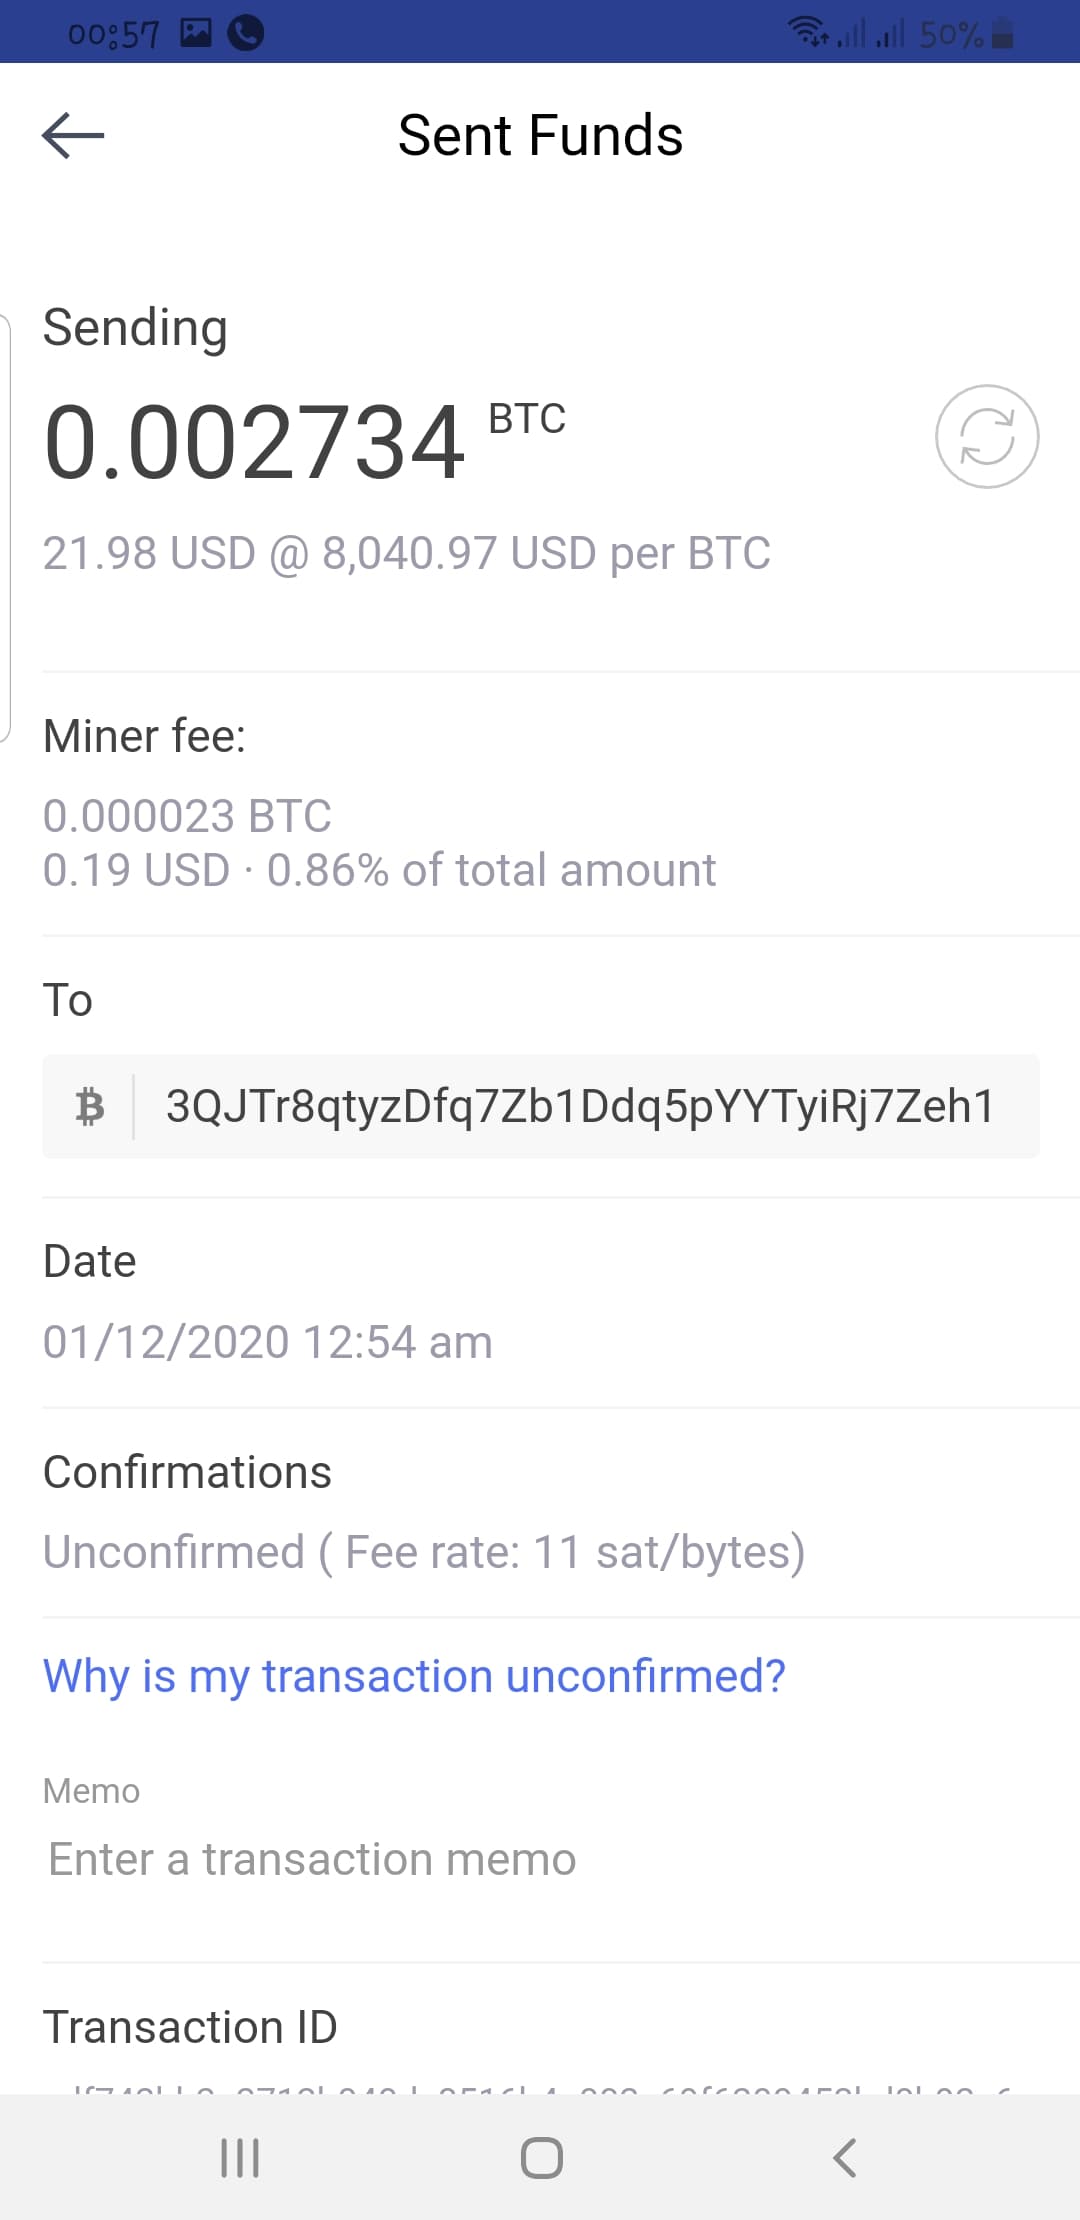 00:57
50%
Sent Funds
Sending
0.002734 BTC
21.98 USD @ 8,040.97 USD per BTC
Miner fee:
0.000023 BTC
0.19 USD · 0.86% of total amount
To
3QJTr8qtyzDfq7Zb1Ddq5pYYTyiRj7Zeh1
Date
01/12/2020 12:54 am
Confirmations
Unconfirmed ( Fee rate: 11 sat/bytes)
Why is my transaction unconfirmed?
Memo
Enter a transaction memo
Transaction ID